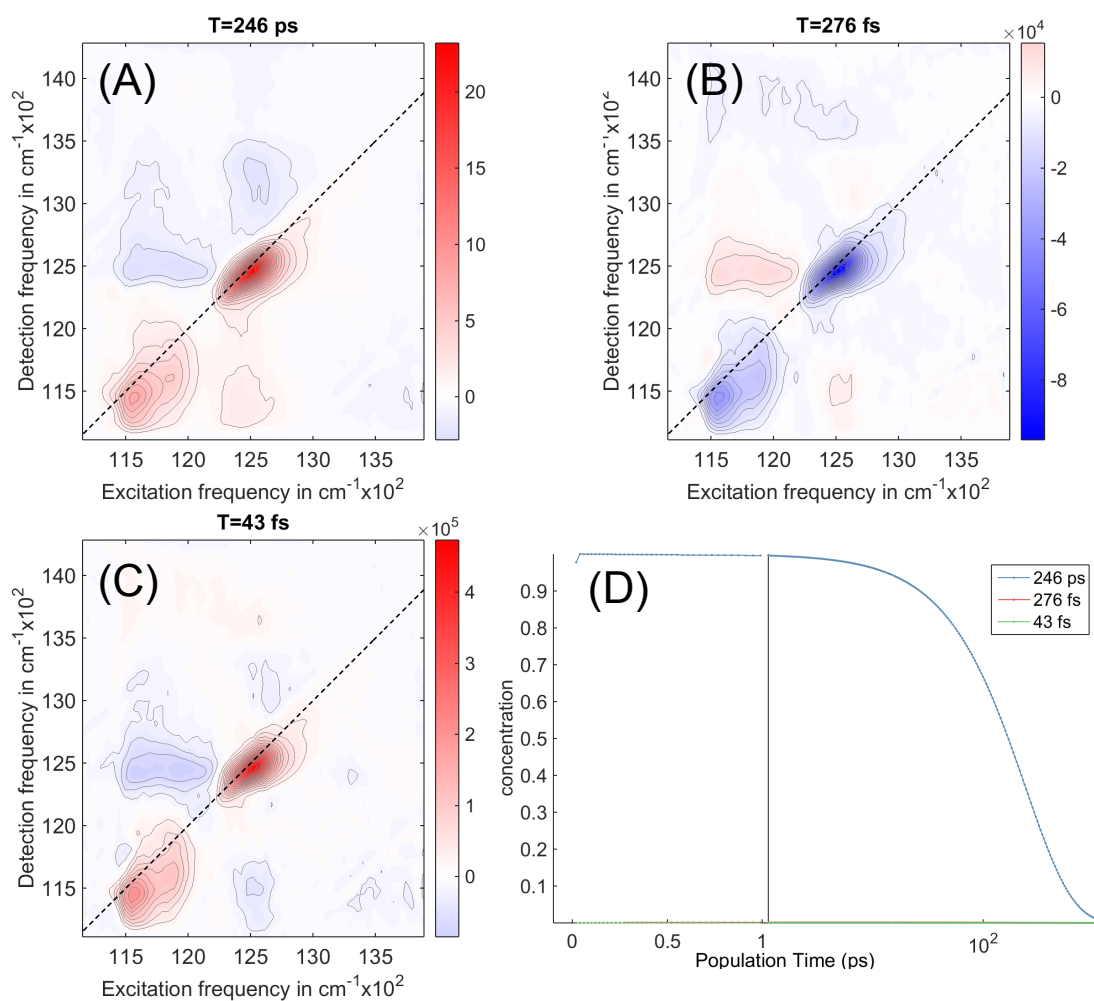 T=246 ps
(A)
140
135
130
125
120
115
115 120 125 130 135
Detection frequency in cm-1x102
Excitation frequency in cm-1x102
20
15
10
5
0
T=276 fs
×104
(B)
140
135
130
125
120
115
115 120 125 130 135
Detection frequency in cm-1x102
Excitation frequency in cm-1x102
0
-2
-4
-6
-8
T=43 fs
×105
(C)
140
135
130
125
120
115
115 120 125 130 135
Detection frequency in cm-1x102
Excitation frequency in cm-1x102
4
3
2
1
0
(D)
246 ps
276 fs
43 fs
0.9
0.8
0.7
0.6
0.5
0.4
0.3
0.2
0.1
concentration
0 0.5 1 102
Population Time (ps)